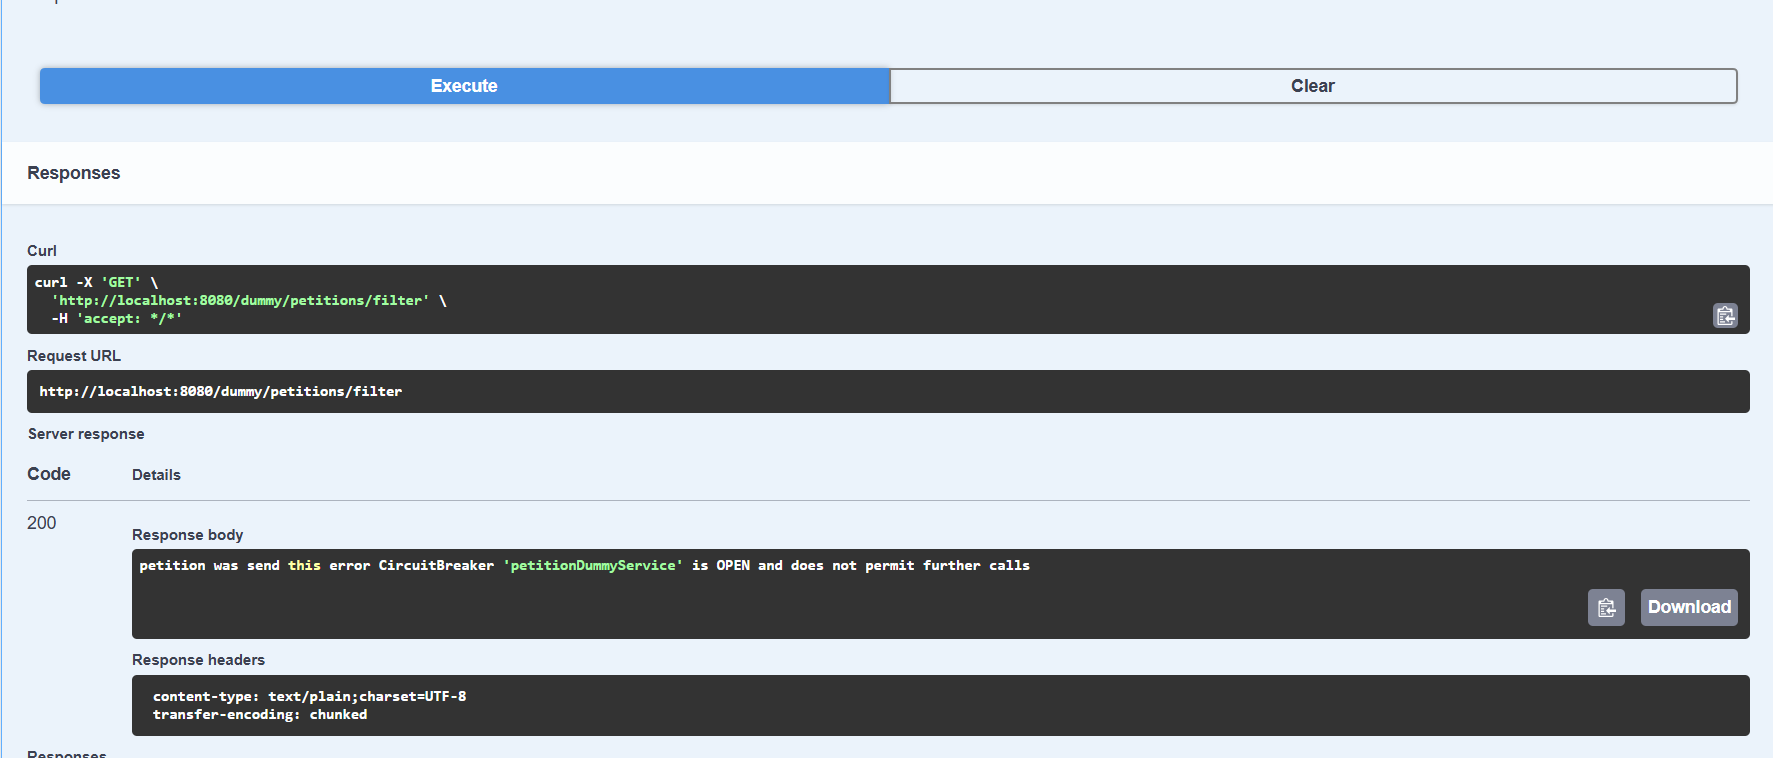 Execute
Clear
Responses
Curl
curl -X 'GET' \
'http://localhost:8080/dummy/petitions/filter' \
-H 'accept: */*'
Request URL
http://localhost:8080/dummy/petitions/filter
Server response
Code
Details
200
Response body
petition was send this error CircuitBreaker 'petitionDummyService' is OPEN and does not permit further calls
Download
Response headers
content-type: text/plain;charset=UTF-8
transfer-encoding: chunked
Responses